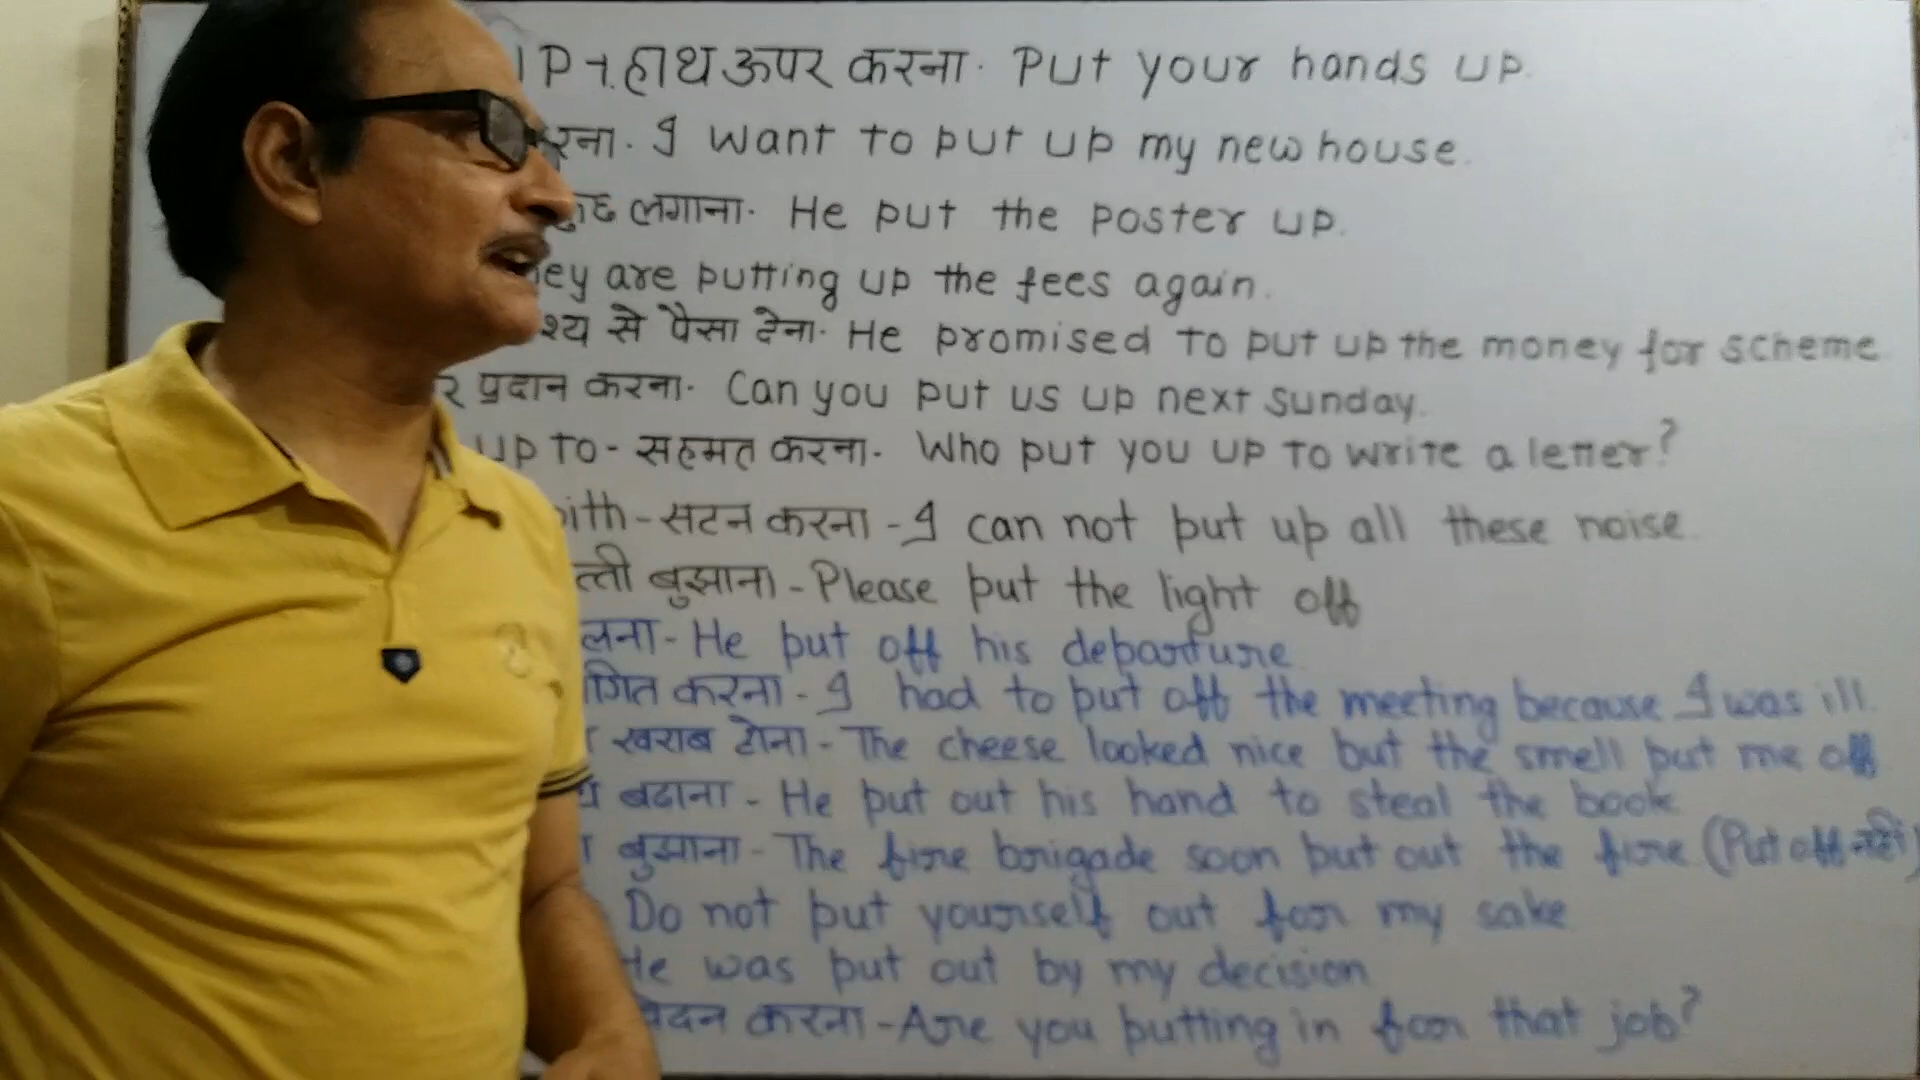 UP-1. हाथ ऊपर करना. Put your hands up.
करना. I want to put up my new house.
कुछ लगाना. He put the poster up.
They are putting up the fees again.
से पैसा देना. He promised to put up the money for scheme
प्रदान करना. Can you put us up next sunday.
UP TO - सहमत करना. Who put you up to write a letter?
with - सहन करना - I can not put up all these noise.
बुझाना - Please put the light off
He put off his departure.
करना - I had to put off the meeting because I was ill.
खराब होना - The cheese looked nice but the smell put me off
बढाना - He put out his hand to steal the book
बुझाना - The fire brigade soon put out the fire. (Put off नहीं)
Do not put yourself out for my sake
He was put out by my decision
करना - Are you putting in for that job?